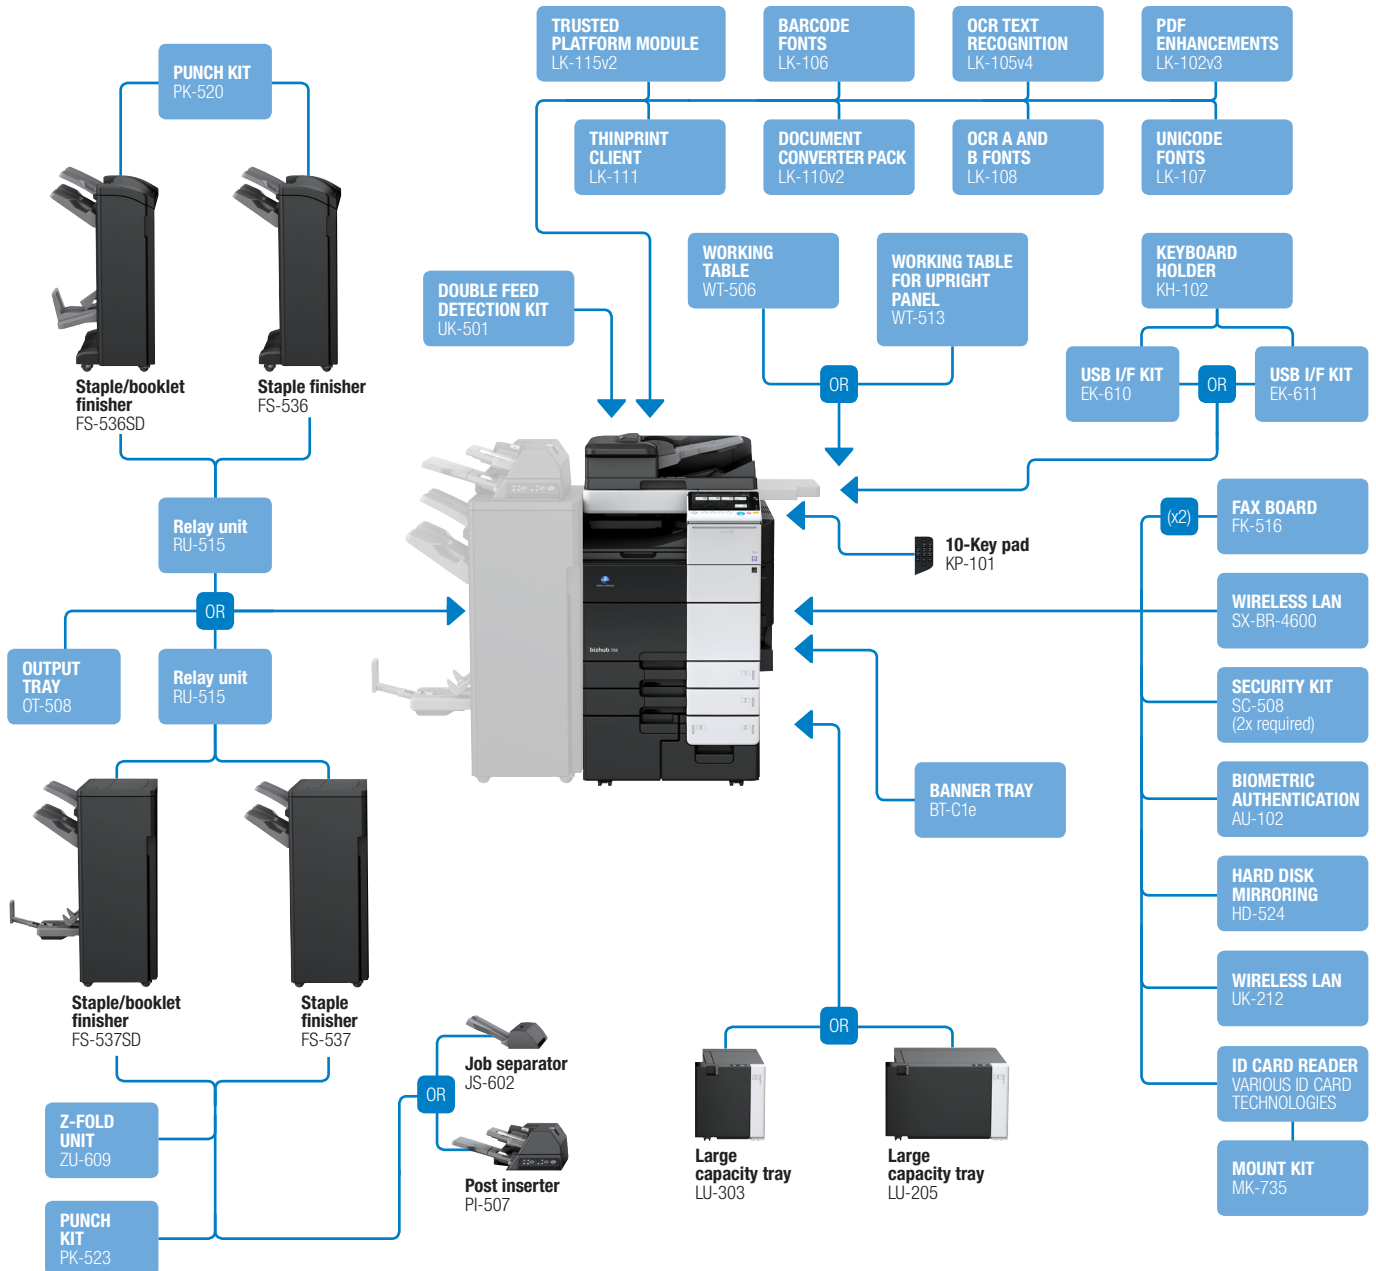 TRUSTED
PLATFORM MODULE
LK-115v2
BARCODE
FONTS
LK-106
OCR TEXT
RECOGNITION
LK-105v4
PDF
ENHANCEMENTS
LK-102v3
PUNCH KIT
PK-520
THINPRINT
CLIENT
LK-111
DOCUMENT
CONVERTER PACK
LK-110v2
OCR A AND
B FONTS
LK-108
UNICODE
FONTS
LK-107
WORKING
TABLE
WT-506
WORKING TABLE
FOR UPRIGHT
PANEL
WT-513
KEYBOARD
HOLDER
KH-102
DOUBLE FEED
DETECTION KIT
UK-501
OR
USB I/F KIT
EK-610
OR
USB I/F KIT
EK-611
Staple/booklet
finisher
FS-536SD
Staple finisher
FS-536
Relay unit
RU-515
(x2)
FAX BOARD
FK-516
10-Key pad
KP-101
OR
WIRELESS LAN
SX-BR-4600
OUTPUT
TRAY
OT-508
Relay unit
RU-515
bizhub 758
SECURITY KIT
SC-508
(2x required)
BANNER TRAY
BT-C1e
BIOMETRIC
AUTHENTICATION
AU-102
HARD DISK
MIRRORING
HD-524
WIRELESS LAN
UK-212
Staple/booklet
finisher
FS-537SD
Staple
finisher
FS-537
OR
Job separator
JS-602
OR
Post inserter
PI-507
ID CARD READER
VARIOUS ID CARD
TECHNOLOGIES
Z-FOLD
UNIT
ZU-609
Large
capacity tray
LU-303
Large
capacity tray
LU-205
MOUNT KIT
MK-735
PUNCH
KIT
PK-523